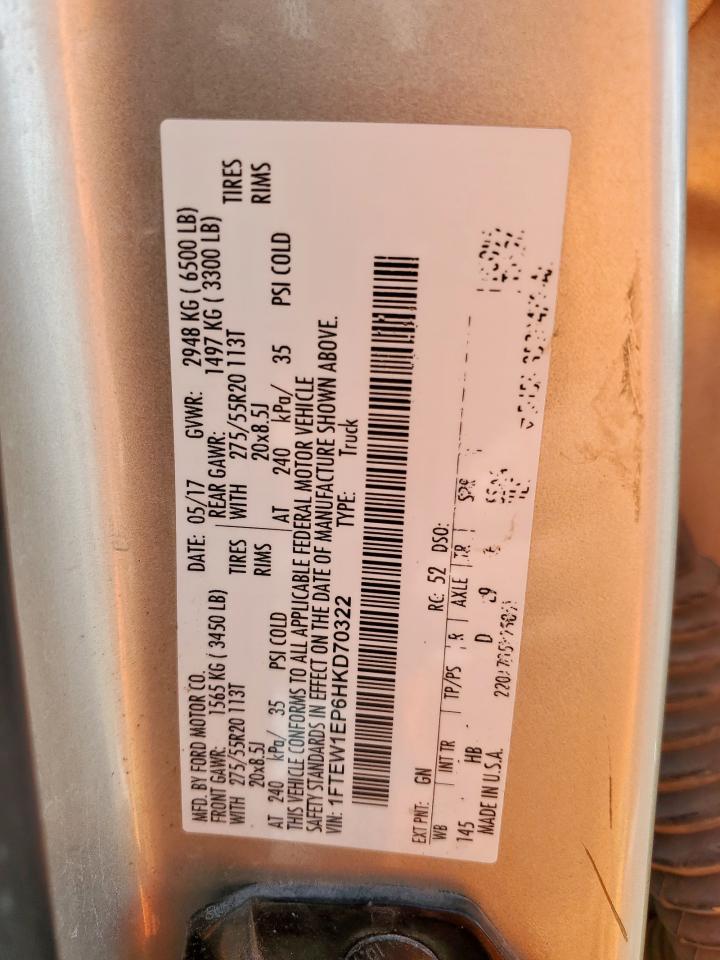 MFD. BY FORD MOTOR CO. DATE: 05/17 GVWR: 2948 KG ( 6500 LB)
FRONT GAWR: 1565 KG ( 3450 LB) REAR GAWR: 1497 KG ( 3300 LB)
WITH 275/55R20 113T TIRES WITH 275/55R20 113T TIRES
20x8.5J RIMS 20x8.5J RIMS
AT 240 kPa/ 35 PSI COLD AT 240 kPa/ 35 PSI COLD
THIS VEHICLE CONFORMS TO ALL APPLICABLE FEDERAL MOTOR VEHICLE
SAFETY STANDARDS IN EFFECT ON THE DATE OF MANUFACTURE SHOWN ABOVE.
VIN: 1FTEW1EP6HKD70322 TYPE: Truck
EXT PNT: GN RC: 52 DSO:
WB INT TR TP/PS R AXLE TR SPR
145 HB D 6
MADE IN U.S.A.